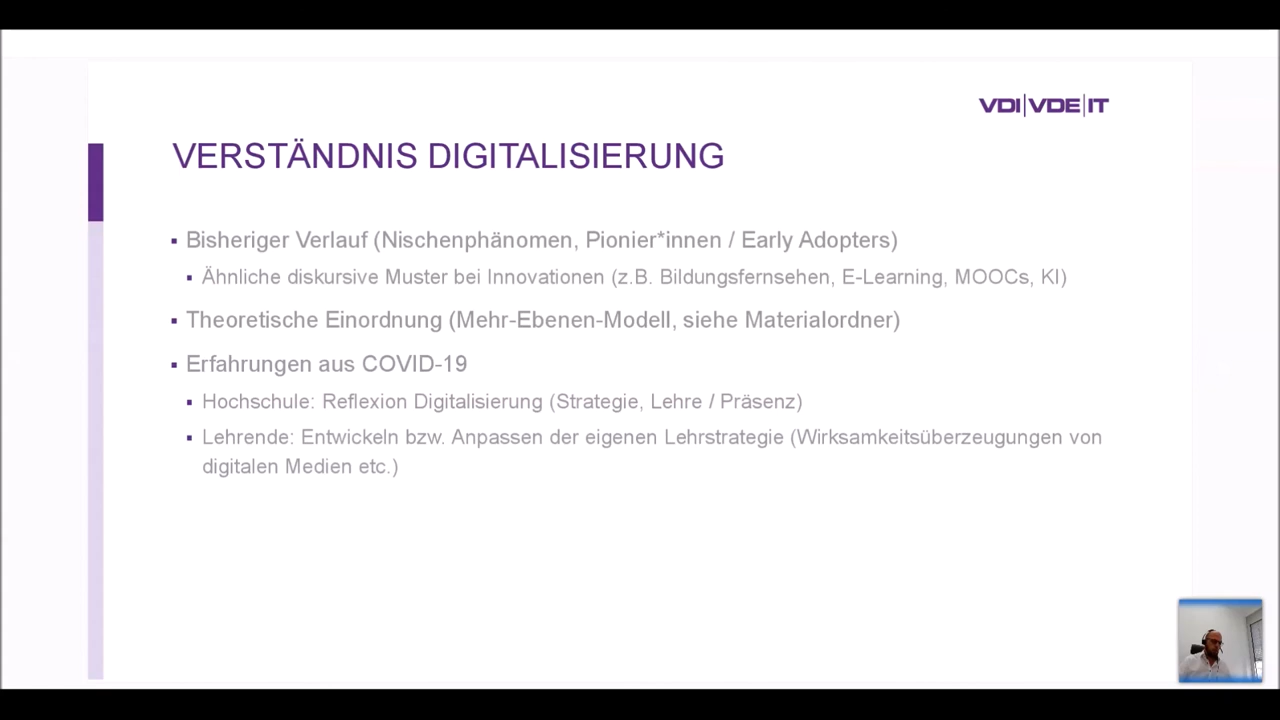 VDI|VDE|IT
VERSTÄNDNIS DIGITALISIERUNG
▪ Bisheriger Verlauf (Nischenphänomen, Pionier*innen / Early Adopters)
▪ Ähnliche diskursive Muster bei Innovationen (z.B. Bildungsfernsehen, E-Learning, MOOCs, KI)
▪ Theoretische Einordnung (Mehr-Ebenen-Modell, siehe Materialordner)
▪ Erfahrungen aus COVID-19
▪ Hochschule: Reflexion Digitalisierung (Strategie, Lehre / Präsenz)
▪ Lehrende: Entwickeln bzw. Anpassen der eigenen Lehrstrategie (Wirksamkeitsüberzeugungen von
digitalen Medien etc.)